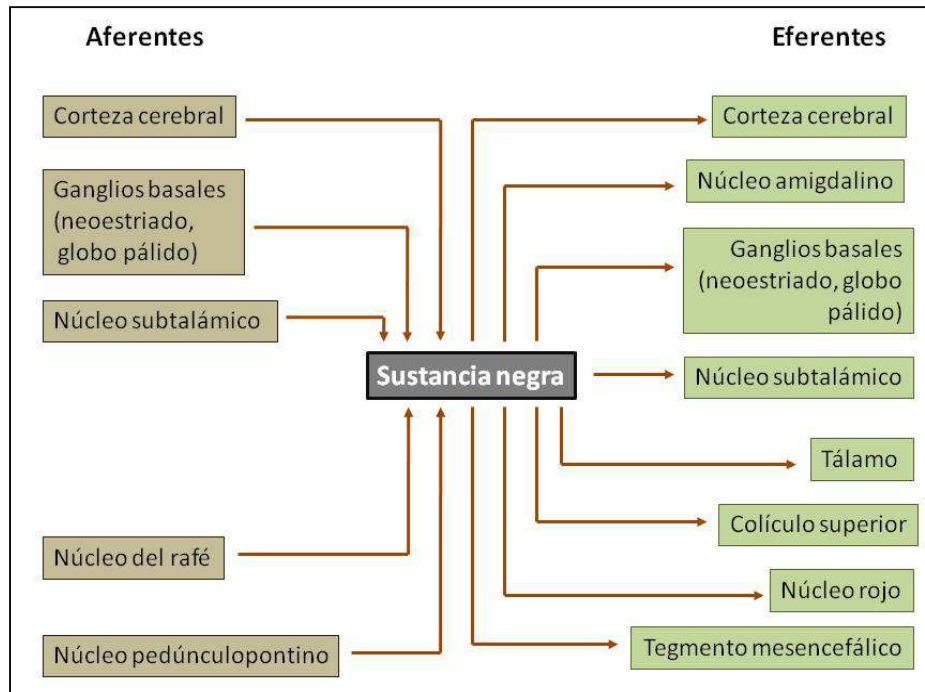 Aferentes
Eferentes
Corteza cerebral
Ganglios basales
(neoestriado,
globo pálido)
Núcleo subtalámico
Núcleo del rafé
Núcleo pedúnculopontino
Sustancia negra
Corteza cerebral
Núcleo amigdalino
Ganglios basales
(neoestriado, globo
pálido)
Núcleo subtalámico
Tálamo
Colículo superior
Núcleo rojo
Tegmento mesencefálico